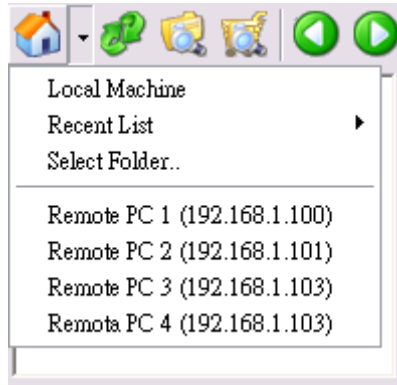 Local Machine
Recent List
Select Folder..
Remote PC 1 (192.168.1.100)
Remote PC 2 (192.168.1.101)
Remote PC 3 (192.168.1.103)
Remota PC 4 (192.168.1.103)